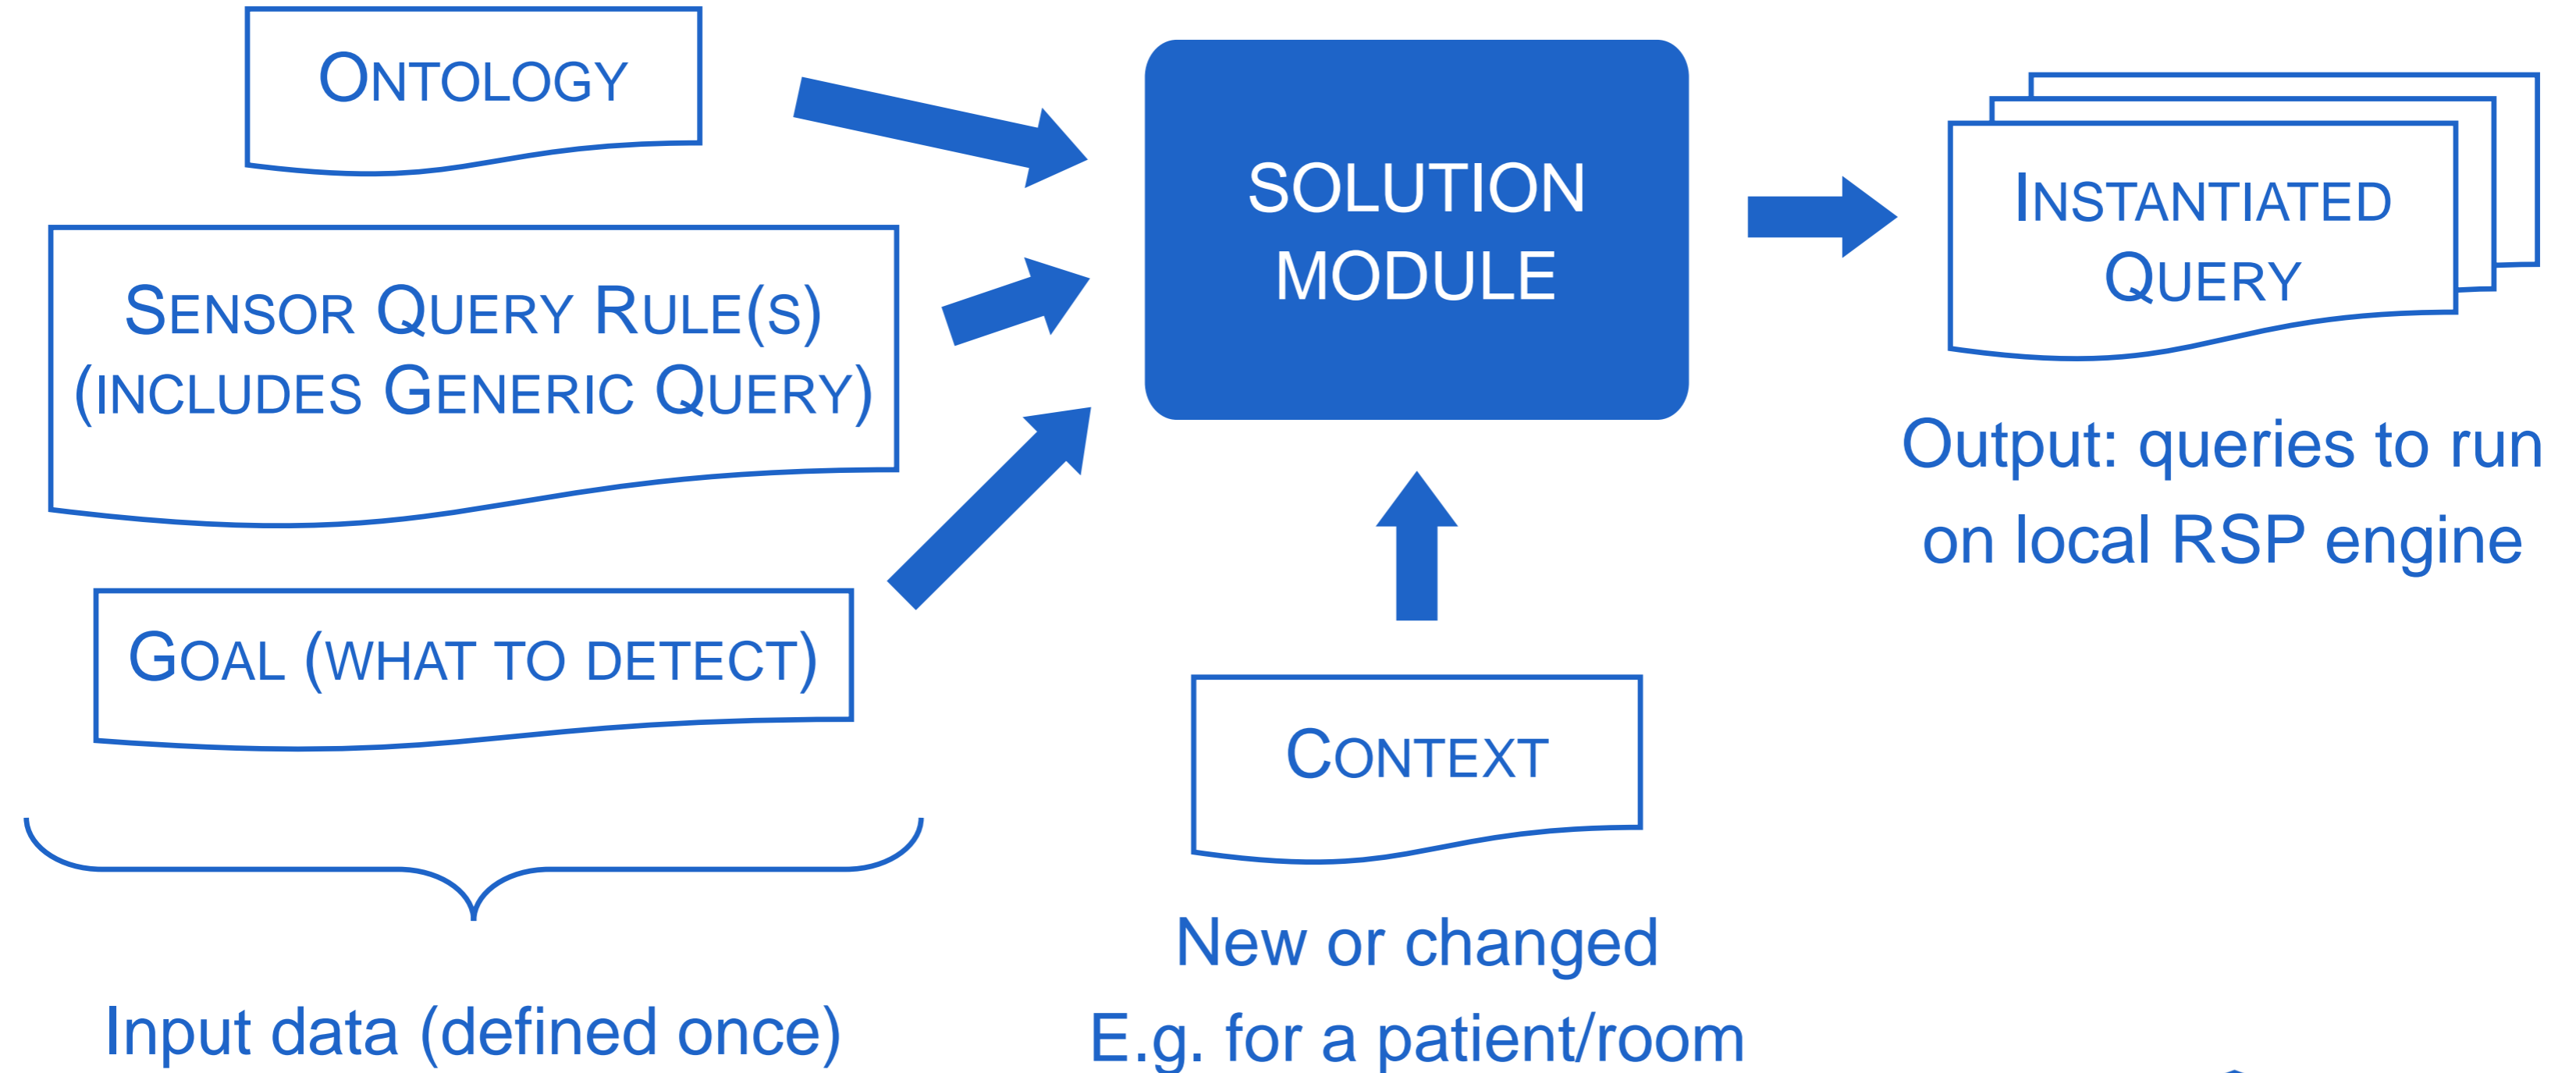 ONTOLOGY
SENSOR QUERY RULE(S)
(INCLUDES GENERIC QUERY)
GOAL (WHAT TO DETECT)
Input data (defined once)
SOLUTION
MODULE
CONTEXT
New or changed
E.g. for a patient/room
INSTANTIATED
QUERY
Output: queries to run
on local RSP engine